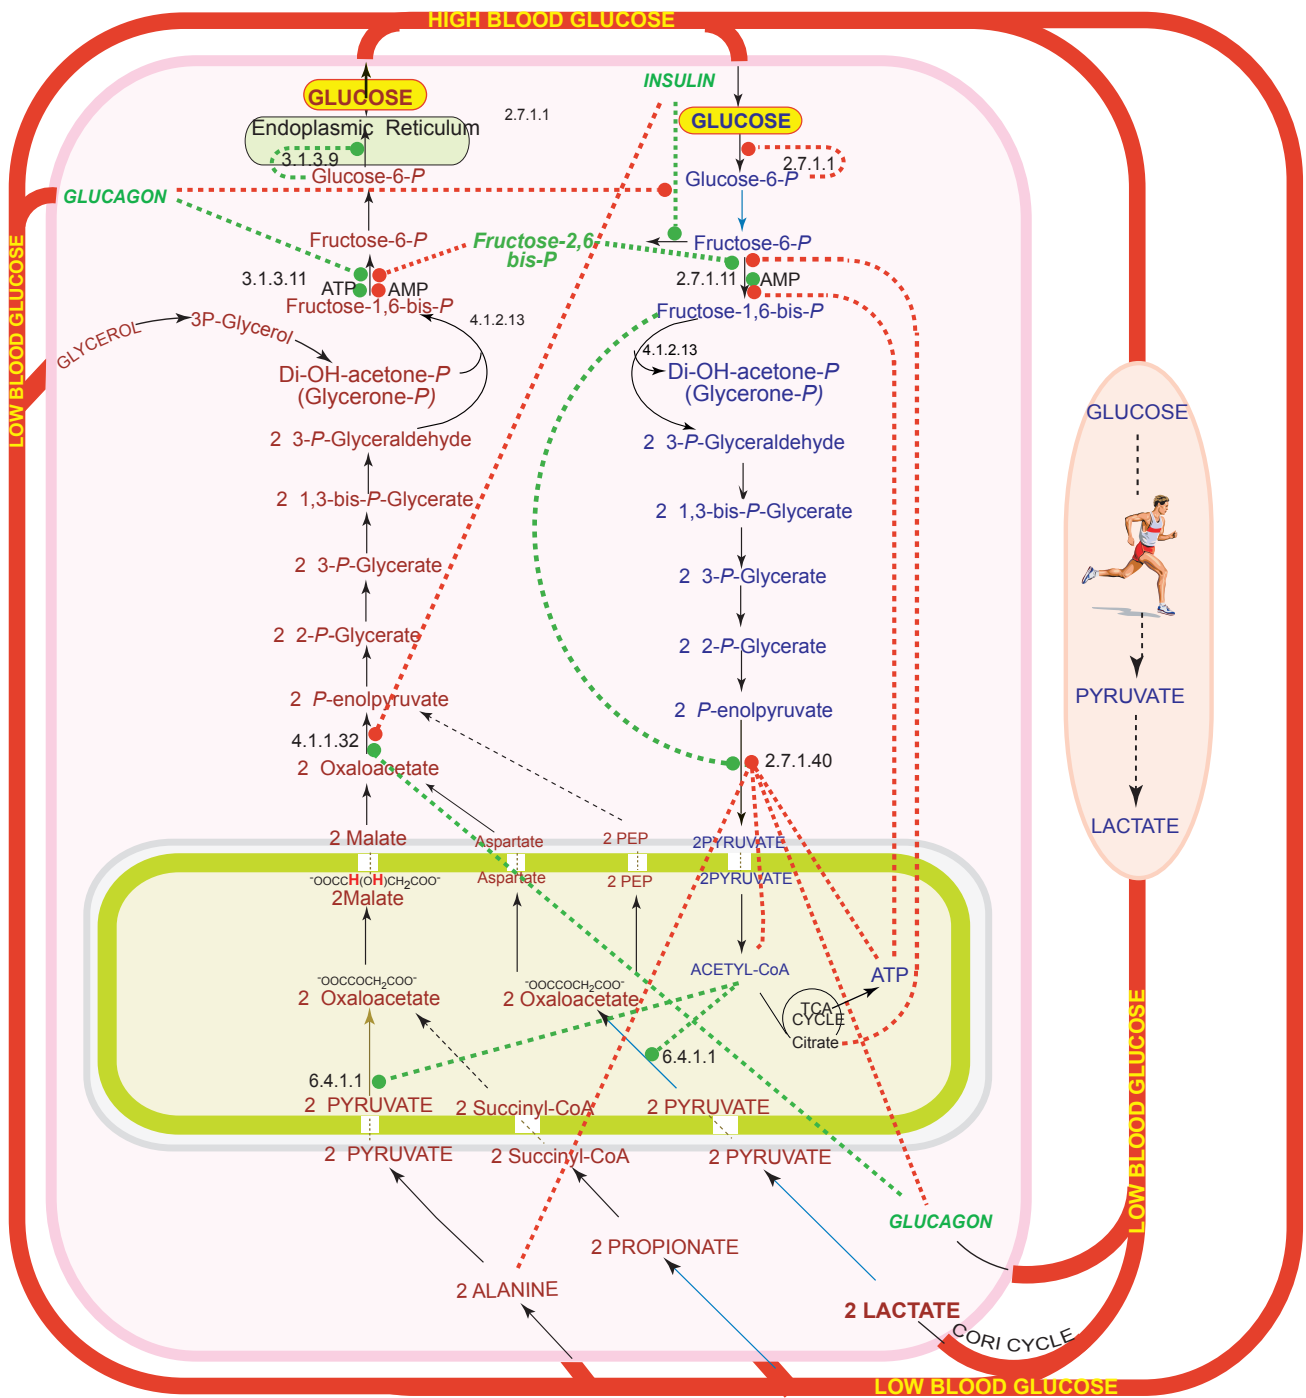 HIGH BLOOD GLUCOSE
INSULIN
GLUCOSE
2.7.1.1
GLUCOSE
Endoplasmic Reticulum
3.1.3.9
2.7.1.1
Glucose-6-P
Glucose-6-P
GLUCAGON
LOW BLOOD GLUCOSE
Fructose-6-P
Fructose-2,6-
bis-P
Fructose-6-P
3.1.3.11
ATP
AMP
2.7.1.11
AMP
Fructose-1,6-bis-P
Fructose-1,6-bis-P
GLYCEROL
3P-Glycerol
4.1.2.13
4.1.2.13
Di-OH-acetone-P
(Glycerone-P)
Di-OH-acetone-P
(Glycerone-P)
GLUCOSE
2 3-P-Glyceraldehyde
2 3-P-Glyceraldehyde
2 1,3-bis-P-Glycerate
2 1,3-bis-P-Glycerate
2 3-P-Glycerate
2 3-P-Glycerate
2 2-P-Glycerate
2 2-P-Glycerate
2 P-enolpyruvate
2 P-enolpyruvate
PYRUVATE
4.1.1.32
2.7.1.40
2 Oxaloacetate
LACTATE
2 Malate
Aspartate
2 PEP
2PYRUVATE
Aspartate
2 PEP
2PYRUVATE
⁻OOCCH(OH)CH₂COO⁻
2Malate
ACETYL-CoA
ATP
⁻OOCCOCH₂COO⁻
2 Oxaloacetate
⁻OOCCOCH₂COO⁻
2 Oxaloacetate
TCA
CYCLE
Citrate
6.4.1.1
6.4.1.1
2 PYRUVATE
2 Succinyl-CoA
2 PYRUVATE
2 PYRUVATE
2 Succinyl-CoA
2 PYRUVATE
LOW BLOOD GLUCOSE
GLUCAGON
2 PROPIONATE
2 ALANINE
2 LACTATE
CORI CYCLE
LOW BLOOD GLUCOSE